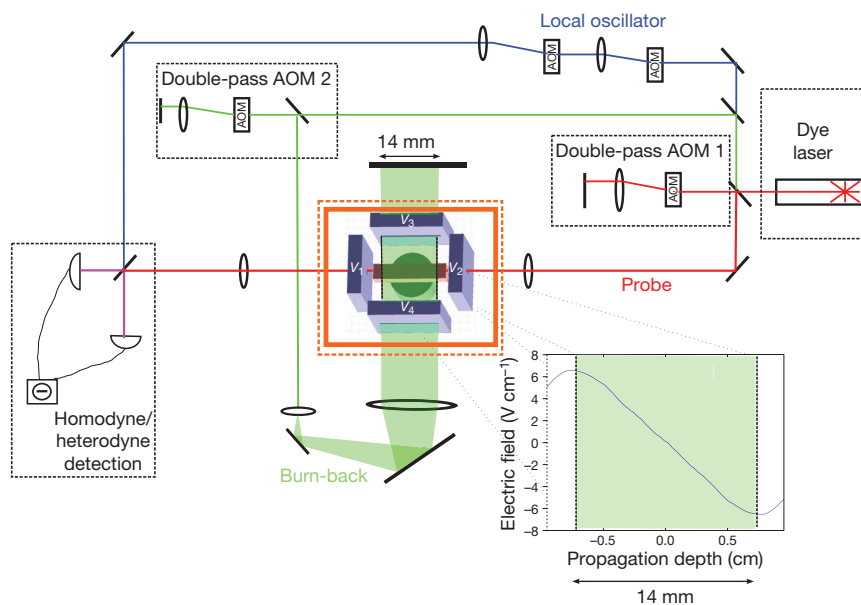 Local oscillator
AOM
AOM
Double-pass AOM 2
AOM
14 mm
Double-pass AOM 1
AOM
Dye
laser
V3
V1
V2
V4
Probe
Homodyne/
heterodyne
detection
Burn-back
Electric field (V cm–1)
8
6
4
2
0
–2
–4
–6
–8
–0.5
0.0
0.5
Propagation depth (cm)
14 mm